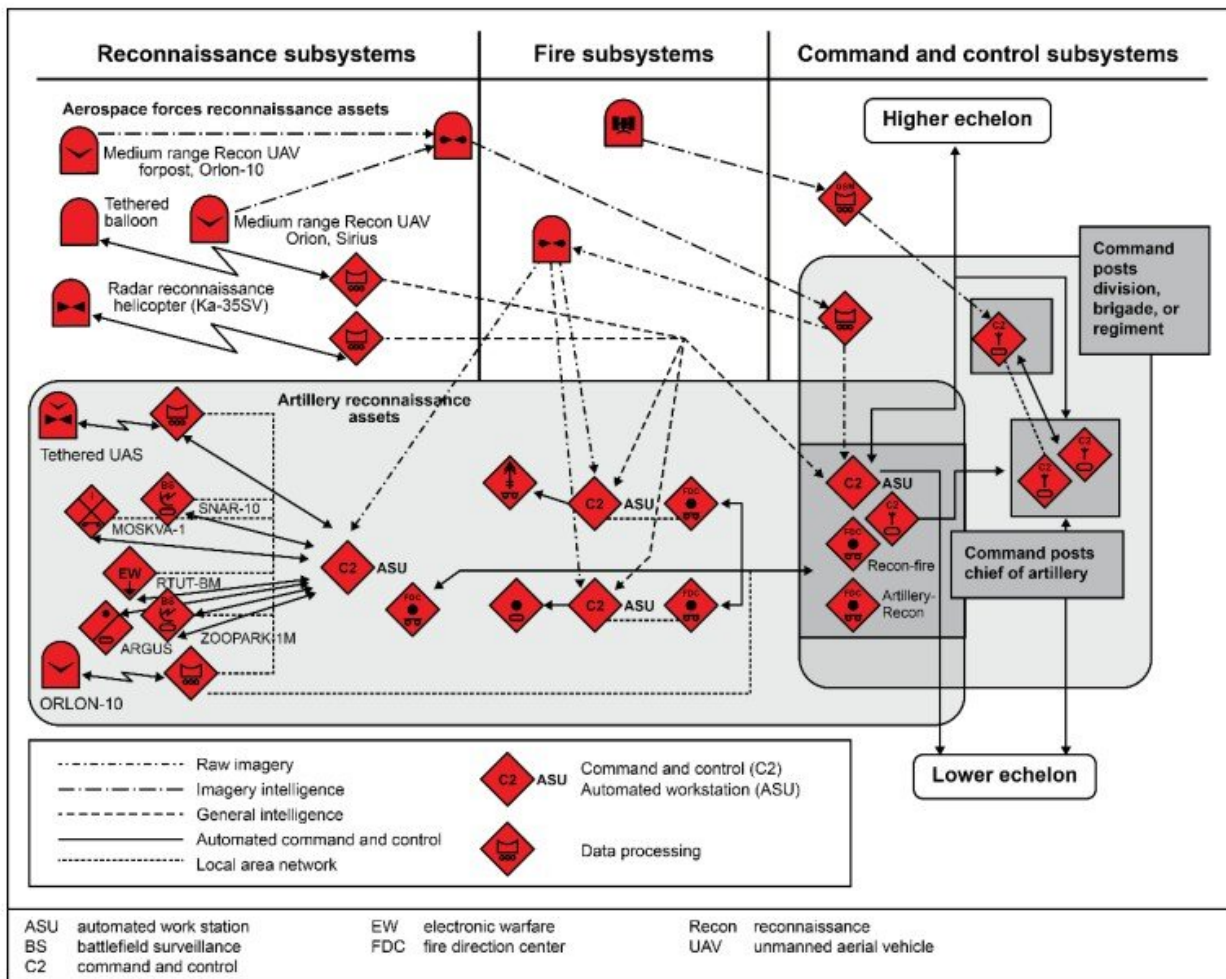 Reconnaissance subsystems
Fire subsystems
Command and control subsystems
Aerospace forces reconnaissance assets
Medium range Recon UAV
forpost, Orlon-10
Tethered
balloon
Medium range Recon UAV
Orion, Sirius
Radar reconnaissance
helicopter (Ka-35SV)
Higher echelon
GSM
Command
posts
division,
brigade, or
regiment
C2
Artillery reconnaissance
assets
Tethered UAS
BS
SNAR-10
I
MOSKVA-1
EW
RTUT-BM
BS
ARGUS
ZOOPARK-1M
ORLON-10
C2 ASU
FDC
C2 ASU
FDC
C2 ASU
FDC
C2 ASU
C2
FDC
Recon-fire
FDC
Artillery-
Recon
C2
C2
Command posts
chief of artillery
Lower echelon
Raw imagery
Imagery intelligence
General intelligence
Automated command and control
Local area network
C2 ASU
Command and control (C2)
Automated workstation (ASU)
Data processing
ASU automated work station
BS battlefield surveillance
C2 command and control
EW electronic warfare
FDC fire direction center
Recon reconnaissance
UAV unmanned aerial vehicle